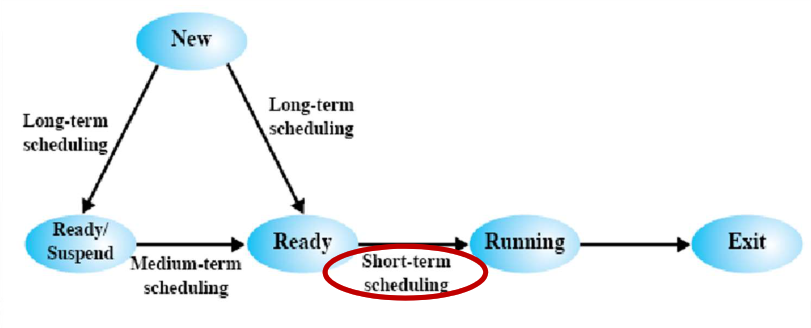 New
Long-term
scheduling
Long-term
scheduling
Ready/
Suspend
Medium-term
scheduling
Ready
Short-term
scheduling
Running
Exit